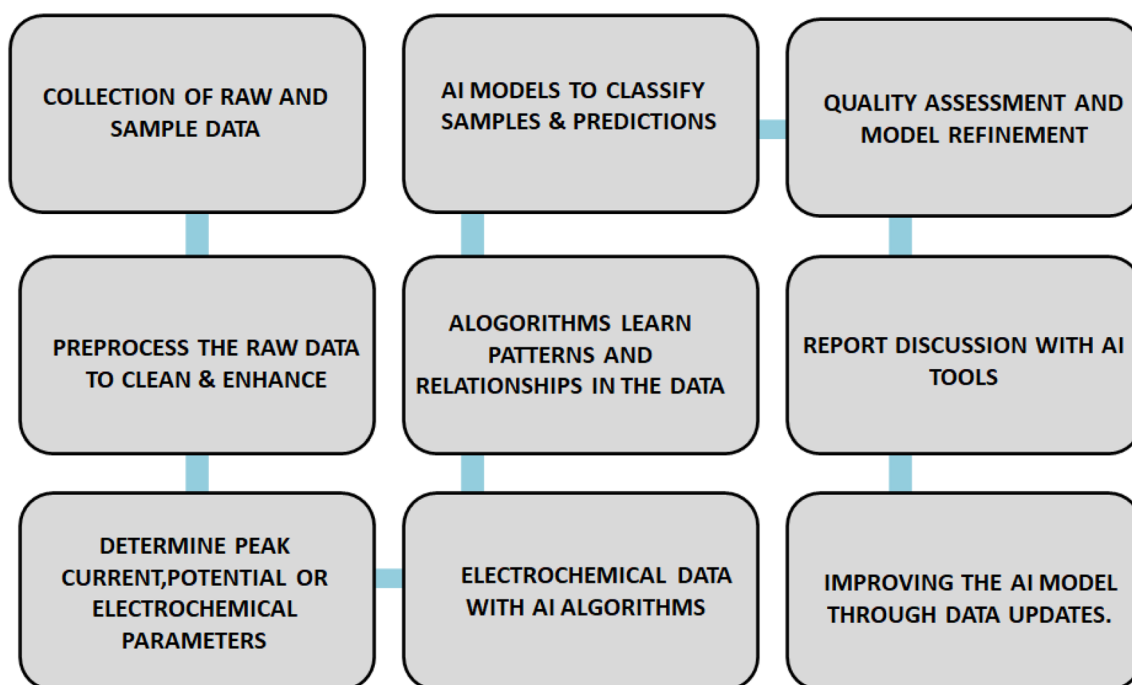 COLLECTION OF RAW AND
SAMPLE DATA
PREPROCESS THE RAW DATA
TO CLEAN & ENHANCE
DETERMINE PEAK
CURRENT,POTENTIAL OR
ELECTROCHEMICAL
PARAMETERS
ELECTROCHEMICAL DATA
WITH AI ALGORITHMS
ALOGORITHMS LEARN
PATTERNS AND
RELATIONSHIPS IN THE DATA
AI MODELS TO CLASSIFY
SAMPLES & PREDICTIONS
QUALITY ASSESSMENT AND
MODEL REFINEMENT
REPORT DISCUSSION WITH AI
TOOLS
IMPROVING THE AI MODEL
THROUGH DATA UPDATES.